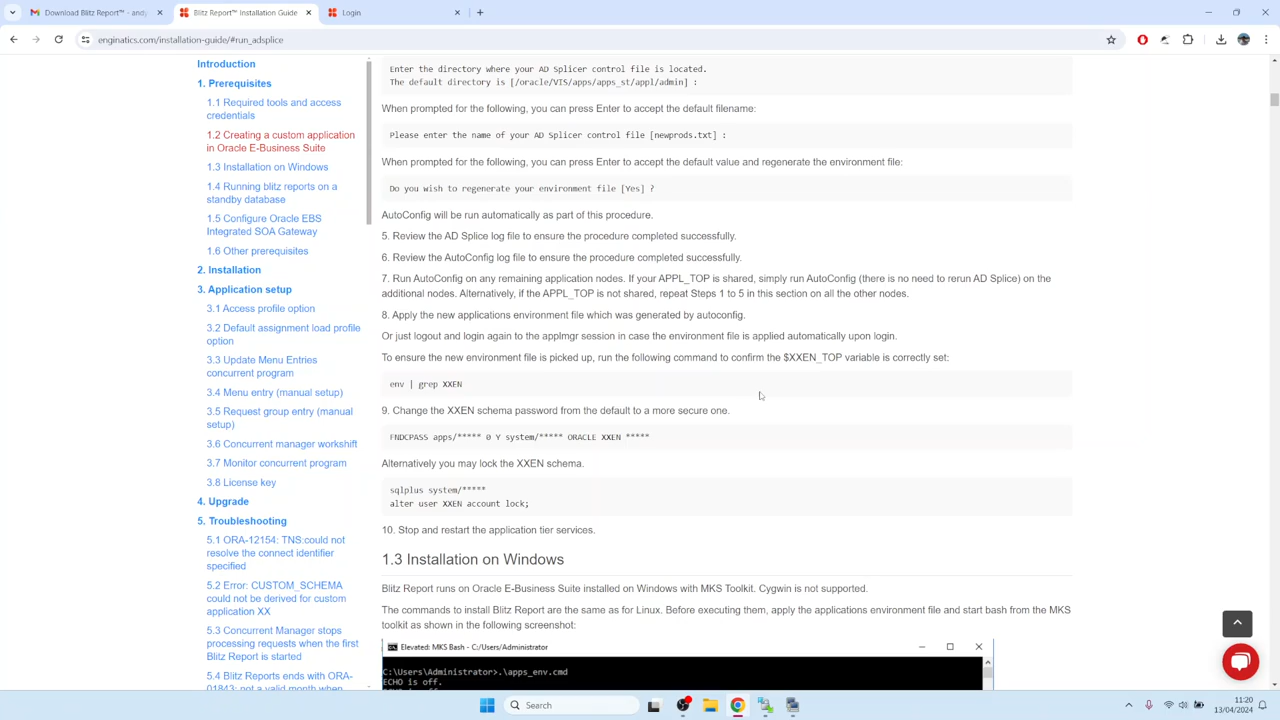 Download Blitz Report™ - andy
Blitz Report™ Installation Guide
Login
enginatics.com/installation-guide/#run_adsplice
Introduction
1. Prerequisites
1.1 Required tools and access
credentials
1.2 Creating a custom application
in Oracle E-Business Suite
1.3 Installation on Windows
1.4 Running blitz reports on a
standby database
1.5 Configure Oracle EBS
Integrated SOA Gateway
1.6 Other prerequisites
2. Installation
3. Application setup
3.1 Access profile option
3.2 Default assignment load profile
option
3.3 Update Menu Entries
concurrent program
3.4 Menu entry (manual setup)
3.5 Request group entry (manual
setup)
3.6 Concurrent manager workshift
3.7 Monitor concurrent program
3.8 License key
4. Upgrade
5. Troubleshooting
5.1 ORA-12154: TNS:could not
resolve the connect identifier
specified
5.2 Error: CUSTOM_SCHEMA
could not be derived for custom
application XX
5.3 Concurrent Manager stops
processing requests when the first
Blitz Report is started
5.4 Blitz Reports ends with ORA-
01843: not a valid month when
Enter the directory where your AD Splicer control file is located.
The default directory is [/oracle/VIS/apps/apps_st/appl/admin] :
When prompted for the following, you can press Enter to accept the default filename:
Please enter the name of your AD Splicer control file [newprods.txt] :
When prompted for the following, you can press Enter to accept the default value and regenerate the environment file:
Do you wish to regenerate your environment file [Yes] ?
AutoConfig will be run automatically as part of this procedure.
5. Review the AD Splice log file to ensure the procedure completed successfully.
6. Review the AutoConfig log file to ensure the procedure completed successfully.
7. Run AutoConfig on any remaining application nodes. If your APPL_TOP is shared, simply run AutoConfig (there is no need to rerun AD Splice) on the
additional nodes. Alternatively, if the APPL_TOP is not shared, repeat Steps 1 to 5 in this section on all the other nodes.
8. Apply the new applications environment file which was generated by autoconfig.
Or just logout and login again to the applmgr session in case the environment file is applied automatically upon login.
To ensure the new environment file is picked up, run the following command to confirm the $XXEN_TOP variable is correctly set:
env | grep XXEN
9. Change the XXEN schema password from the default to a more secure one.
FNDCPASS apps/***** 0 Y system/***** ORACLE XXEN *****
Alternatively you may lock the XXEN schema.
sqlplus system/*****
alter user XXEN account lock;
10. Stop and restart the application tier services.
1.3 Installation on Windows
Blitz Report runs on Oracle E-Business Suite installed on Windows with MKS Toolkit. Cygwin is not supported.
The commands to install Blitz Report are the same as for Linux. Before executing them, apply the applications environment file and start bash from the MKS
toolkit as shown in the following screenshot:
Elevated: MKS Bash - C:/Users/Administrator
C:\Users\Administrator>.\apps_env.cmd
ECHO is off.
Search
11:20
13/04/2024